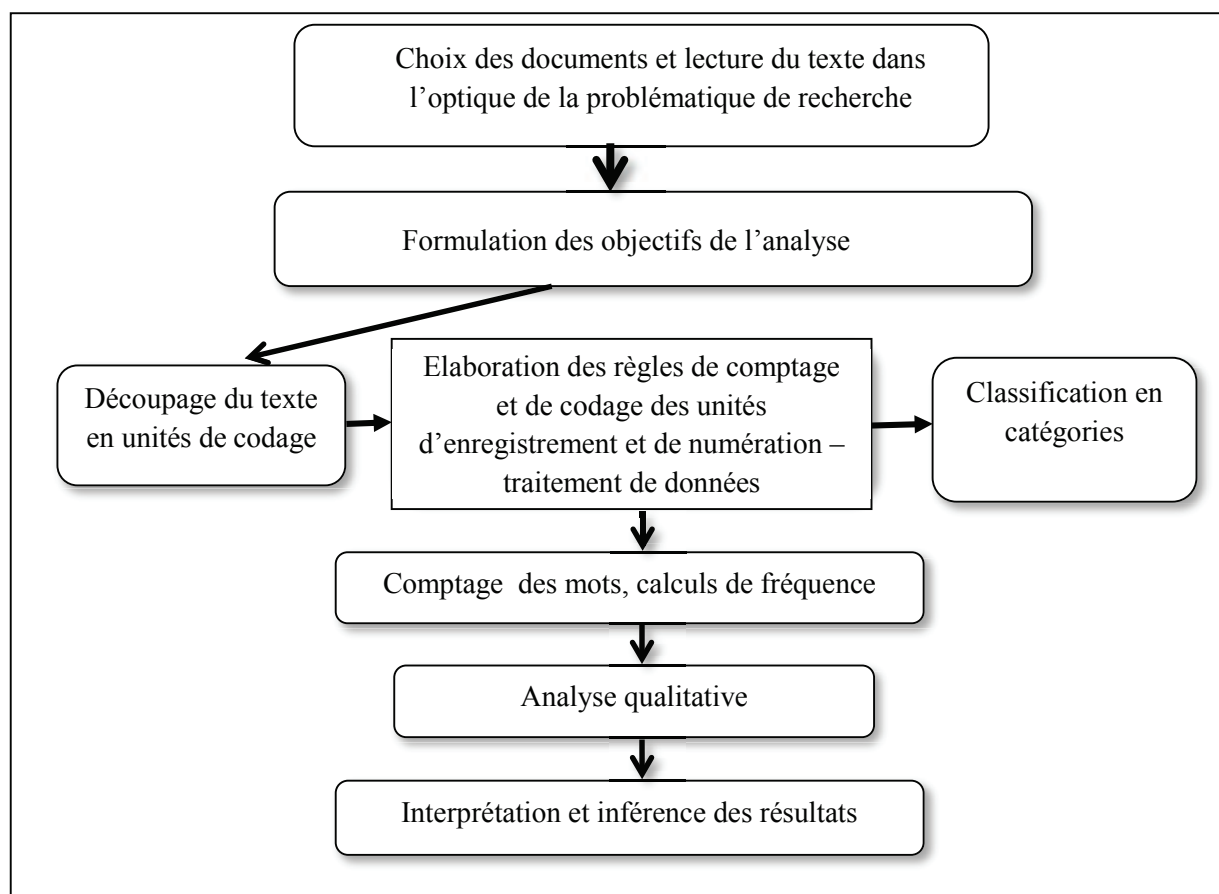 Choix des documents et lecture du texte dans
l’optique de la problématique de recherche
Formulation des objectifs de l’analyse
Découpage du texte
en unités de codage
Elaboration des règles de comptage
et de codage des unités
d’enregistrement et de numération –
traitement de données
Classification en
catégories
Comptage  des mots, calculs de fréquence
Analyse qualitative
Interprétation et inférence des résultats